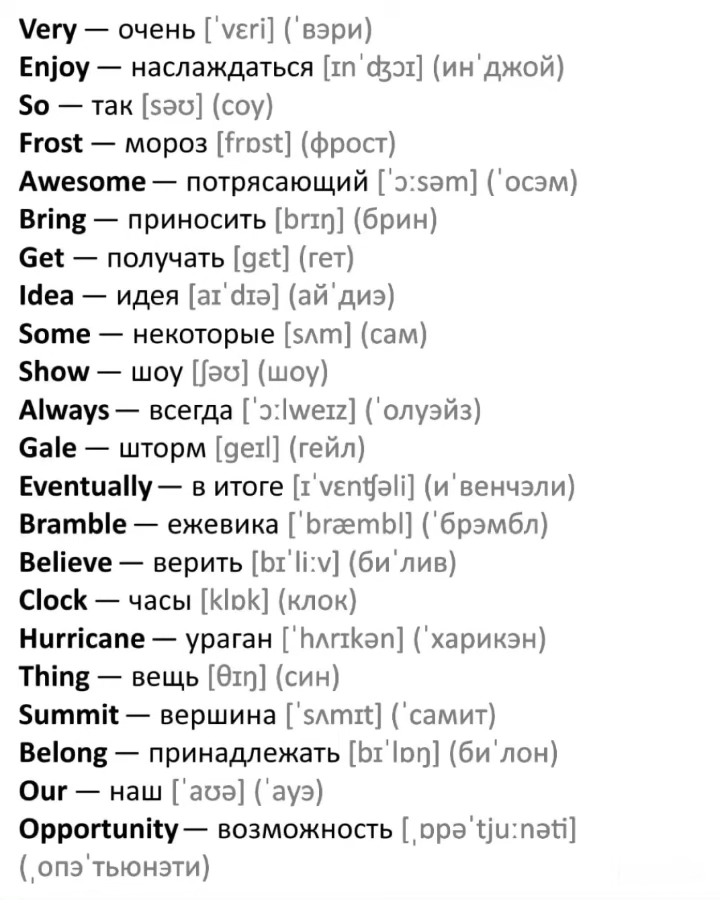 Very — очень [ˈvɛri] (ˈвэри)
Enjoy — наслаждаться [ɪnˈʤɔɪ] (инˈджой)
So — так [səʊ] (соу)
Frost — мороз [frɒst] (фрост)
Awesome — потрясающий [ˈɔːsəm] (ˈосэм)
Bring — приносить [brɪŋ] (брин)
Get — получать [gɛt] (гет)
Idea — идея [aɪˈdɪə] (айˈдиэ)
Some — некоторые [sʌm] (сам)
Show — шоу [ʃəʊ] (шоу)
Always — всегда [ˈɔːlweɪz] (ˈолуэйз)
Gale — шторм [geɪl] (гейл)
Eventually — в итоге [ɪˈvɛnʧəli] (иˈвенчэли)
Bramble — ежевика [ˈbræmbl] (ˈбрэмбл)
Believe — верить [bɪˈliːv] (биˈлив)
Clock — часы [klɒk] (клок)
Hurricane — ураган [ˈhʌrɪkən] (ˈхарикэн)
Thing — вещь [θɪŋ] (син)
Summit — вершина [ˈsʌmɪt] (ˈсамит)
Belong — принадлежать [bɪˈlɒŋ] (биˈлон)
Our — наш [ˈaʊə] (ˈауэ)
Opportunity — возможность [ˌɒpəˈtjuːnəti]
(ˌопэˈтьюнэти)